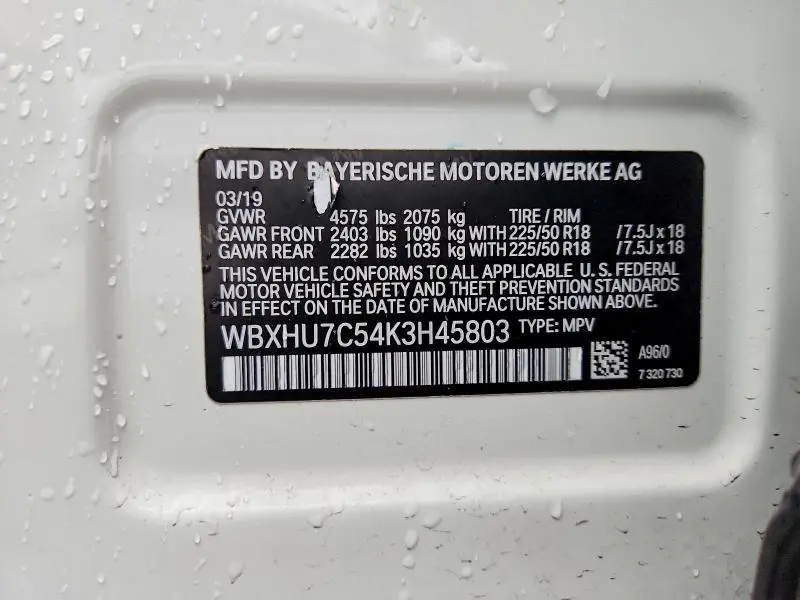 MFD BY BAYERISCHE MOTOREN WERKE AG
03/19
GVWR 4575 lbs 2075 kg TIRE / RIM
GAWR FRONT 2403 lbs 1090 kg WITH 225/50 R18 /7.5J x 18
GAWR REAR 2282 lbs 1035 kg WITH 225/50 R18 /7.5J x 18
THIS VEHICLE CONFORMS TO ALL APPLICABLE U.S. FEDERAL
MOTOR VEHICLE SAFETY AND THEFT PREVENTION STANDARDS
IN EFFECT ON THE DATE OF MANUFACTURE SHOWN ABOVE.
WBXHU7C54K3H45803 TYPE: MPV
A96/0
7 320 730